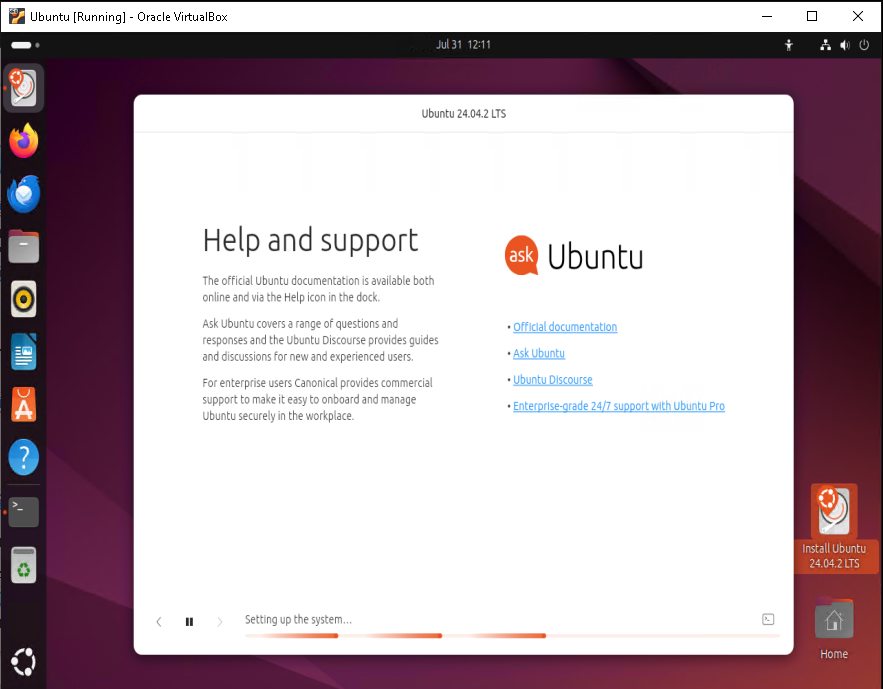 Ubuntu [Running] - Oracle VirtualBox
Jul 31 12:11
Ubuntu 24.04.2 LTS
Help and support
The official Ubuntu documentation is available both
online and via the Help icon in the dock.
Ask Ubuntu covers a range of questions and
responses and the Ubuntu Discourse provides guides
and discussions for new and experienced users.
For enterprise users Canonical provides commercial
support to make it easy to onboard and manage
Ubuntu securely in the workplace.
ask Ubuntu
• Official documentation
• Ask Ubuntu
• Ubuntu Discourse
• Enterprise-grade 24/7 support with Ubuntu Pro
Setting up the system...
Install Ubuntu
24.04.2 LTS
Home